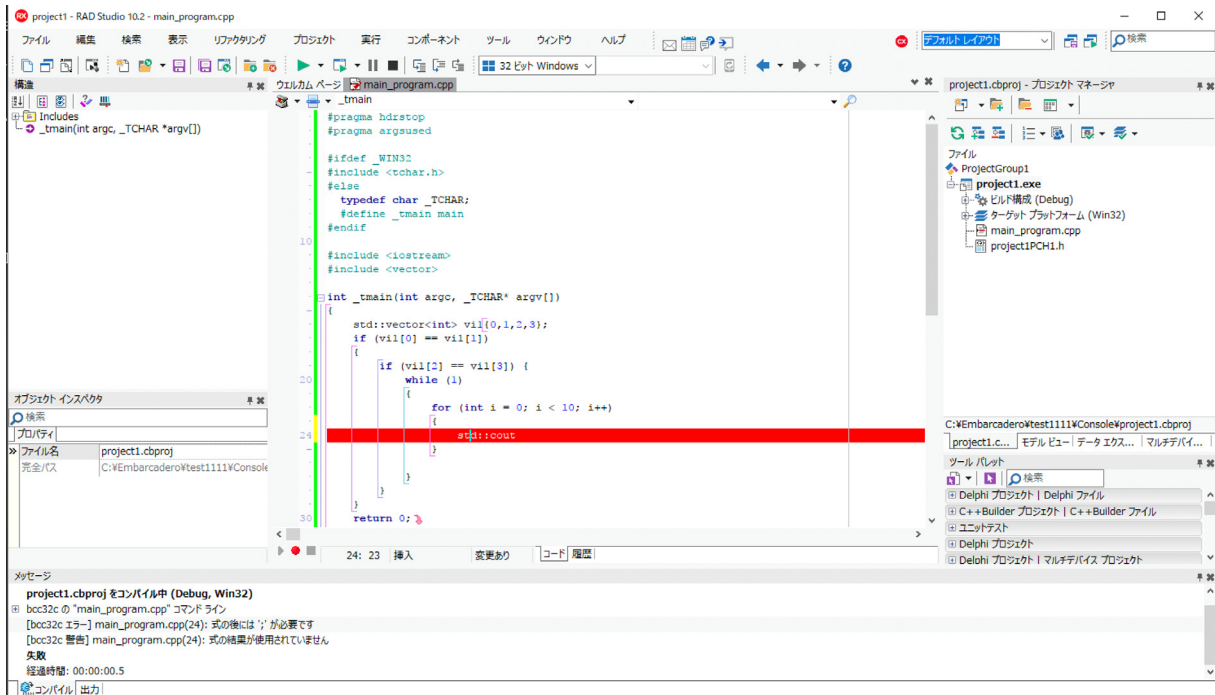 project1 - RAD Studio 10.2 - main_program.cpp
ファイル 編集 検索 表示 リファクタリング プロジェクト 実行 コンポーネント ツール ウィンドウ ヘルプ デフォルト レイアウト 検索
32 ビット Windows
構造
Includes
_tmain(int argc, _TCHAR *argv[])
オブジェクト インスペクタ
検索
プロパティ
ファイル名 project1.cbproj
完全パス C:¥Embarcadero¥test1111¥Console
ウェルカム ページ main_program.cpp
_tmain
#pragma hdrstop
#pragma argsused
#ifdef _WIN32
#include <tchar.h>
#else
typedef char _TCHAR;
#define _tmain main
#endif
10
#include <iostream>
#include <vector>
int _tmain(int argc, _TCHAR* argv[])
{
std::vector<int> vil{0,1,2,3};
if (vil[0] == vil[1])
{
if (vil[2] == vil[3]) {
20 while (1)
{
for (int i = 0; i < 10; i++)
{
24 std::cout
}
}
}
}
30 return 0;
24: 23 挿入 変更あり コード 履歴
project1.cbproj - プロジェクト マネージャ
ファイル
ProjectGroup1
project1.exe
ビルド構成 (Debug)
ターゲット プラットフォーム (Win32)
main_program.cpp
project1PCH1.h
C:¥Embarcadero¥test1111¥Console¥project1.cbproj
project1.c... モデル ビュー データ エクス... マルチデバイ...
ツール パレット
検索
Delphi プロジェクト | Delphi ファイル
C++Builder プロジェクト | C++Builder ファイル
ユニットテスト
Delphi プロジェクト
Delphi プロジェクト | マルチデバイス プロジェクト
メッセージ
project1.cbproj をコンパイル中 (Debug, Win32)
bcc32c の "main_program.cpp" コマンド ライン
[bcc32c エラー] main_program.cpp(24): 式の後には ';' が必要です
[bcc32c 警告] main_program.cpp(24): 式の結果が使用されていません
失敗
経過時間: 00:00:00.5
コンパイル 出力